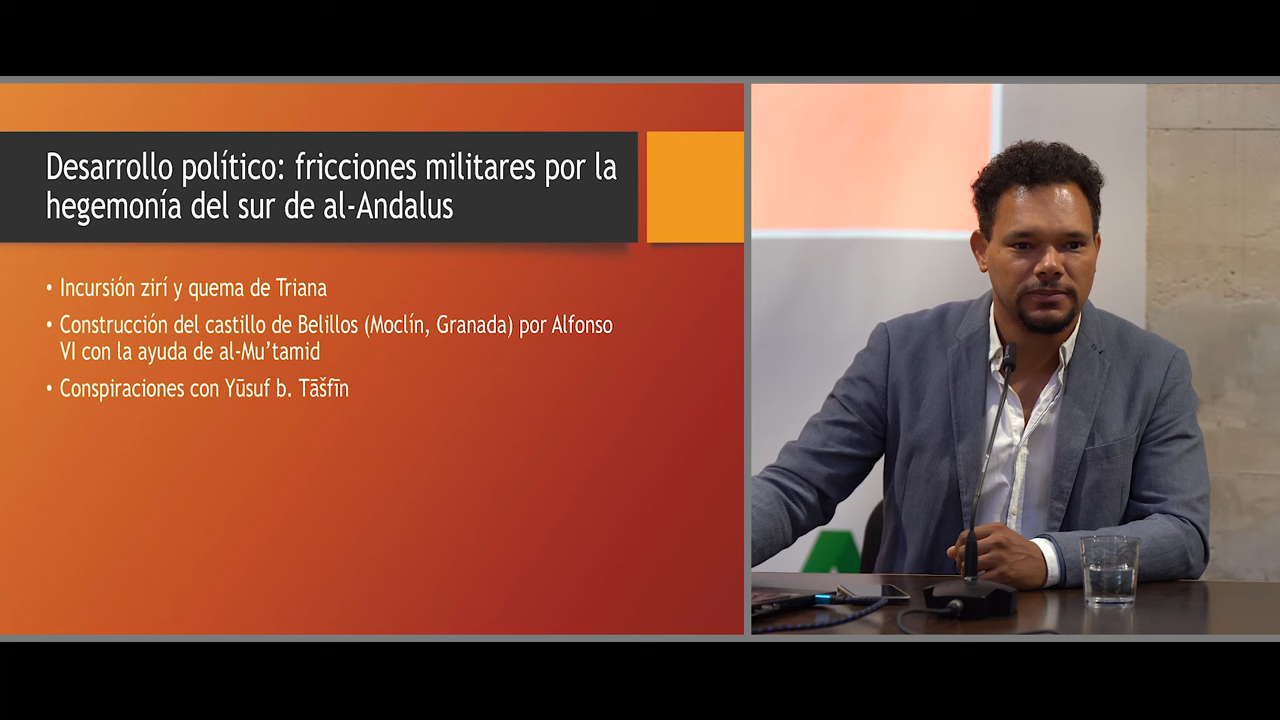 Desarrollo político: fricciones militares por la
hegemonía del sur de al-Andalus
• Incursión zirí y quema de Triana
• Construcción del castillo de Belillos (Moclín, Granada) por Alfonso
VI con la ayuda de al-Mu’tamid
• Conspiraciones con Yūsuf b. Tāšfīn